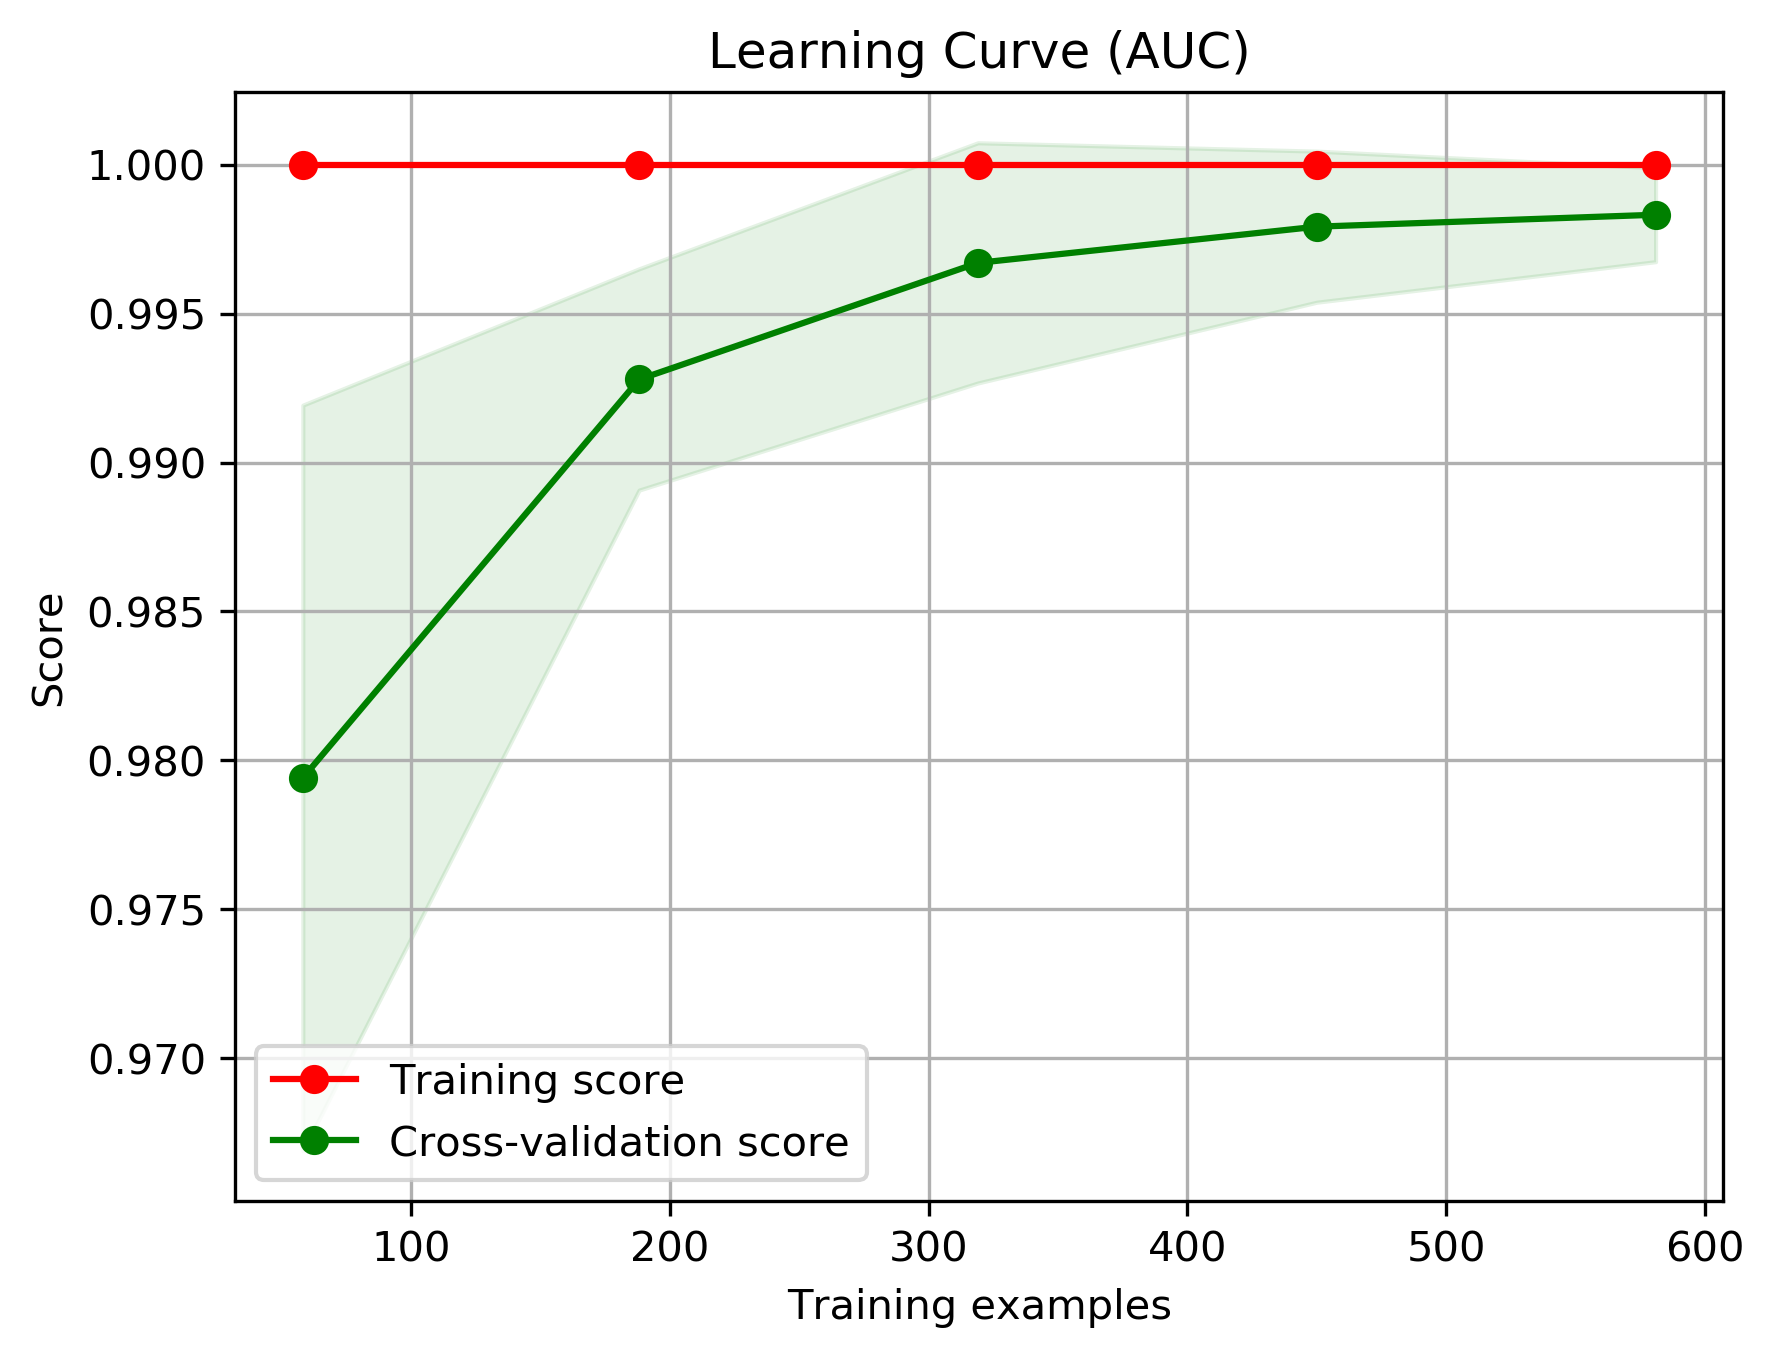 Learning Curve (AUC)
1.000
0.995
0.990
0.985
0.980
0.975
0.970
Score
Training score
Cross-validation score
100 200 300 400 500 600
Training examples